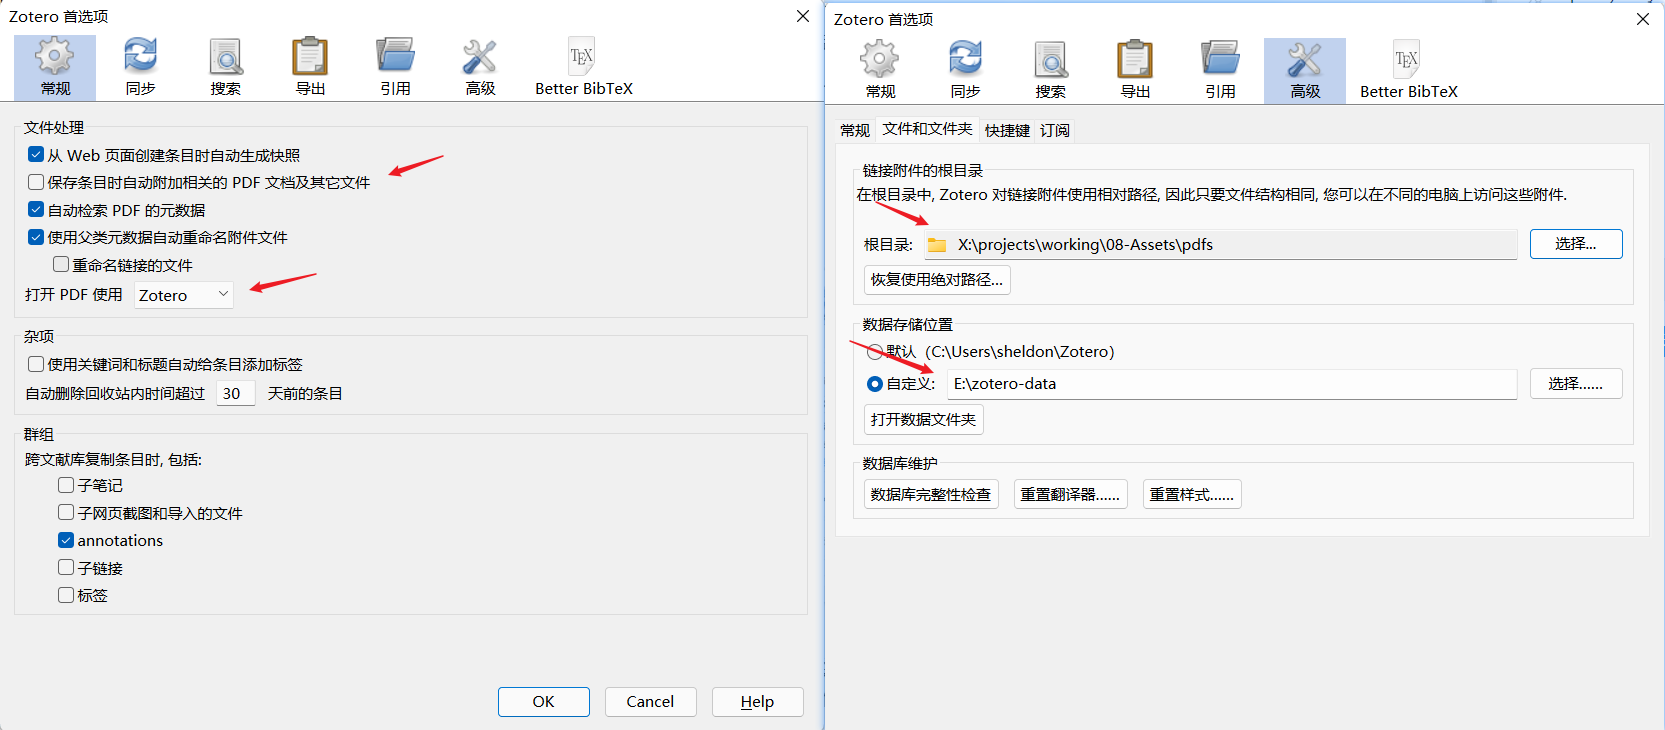 Zotero 首选项
常规 同步 搜索 导出 引用 高级 Better BibTeX
文件处理
从 Web 页面创建条目时自动生成快照
保存条目时自动附加相关的 PDF 文档及其它文件
自动检索 PDF 的元数据
使用父类元数据自动重命名附件文件
重命名链接的文件
打开 PDF 使用 Zotero
杂项
使用关键词和标题自动给条目添加标签
自动删除回收站内时间超过 30 天前的条目
群组
跨文献库复制条目时, 包括:
子笔记
子网页截图和导入的文件
annotations
子链接
标签
OK Cancel Help
Zotero 首选项
常规 同步 搜索 导出 引用 高级 Better BibTeX
常规 文件和文件夹 快捷键 订阅
链接附件的根目录
在根目录中, Zotero 对链接附件使用相对路径, 因此只要文件结构相同, 您可以在不同的电脑上访问这些附件.
根目录: X:\projects\working\08-Assets\pdfs 选择...
恢复使用绝对路径...
数据存储位置
默认（C:\Users\sheldon\Zotero）
自定义: E:\zotero-data 选择......
打开数据文件夹
数据库维护
数据库完整性检查 重置翻译器...... 重置样式......
TEX
TEX